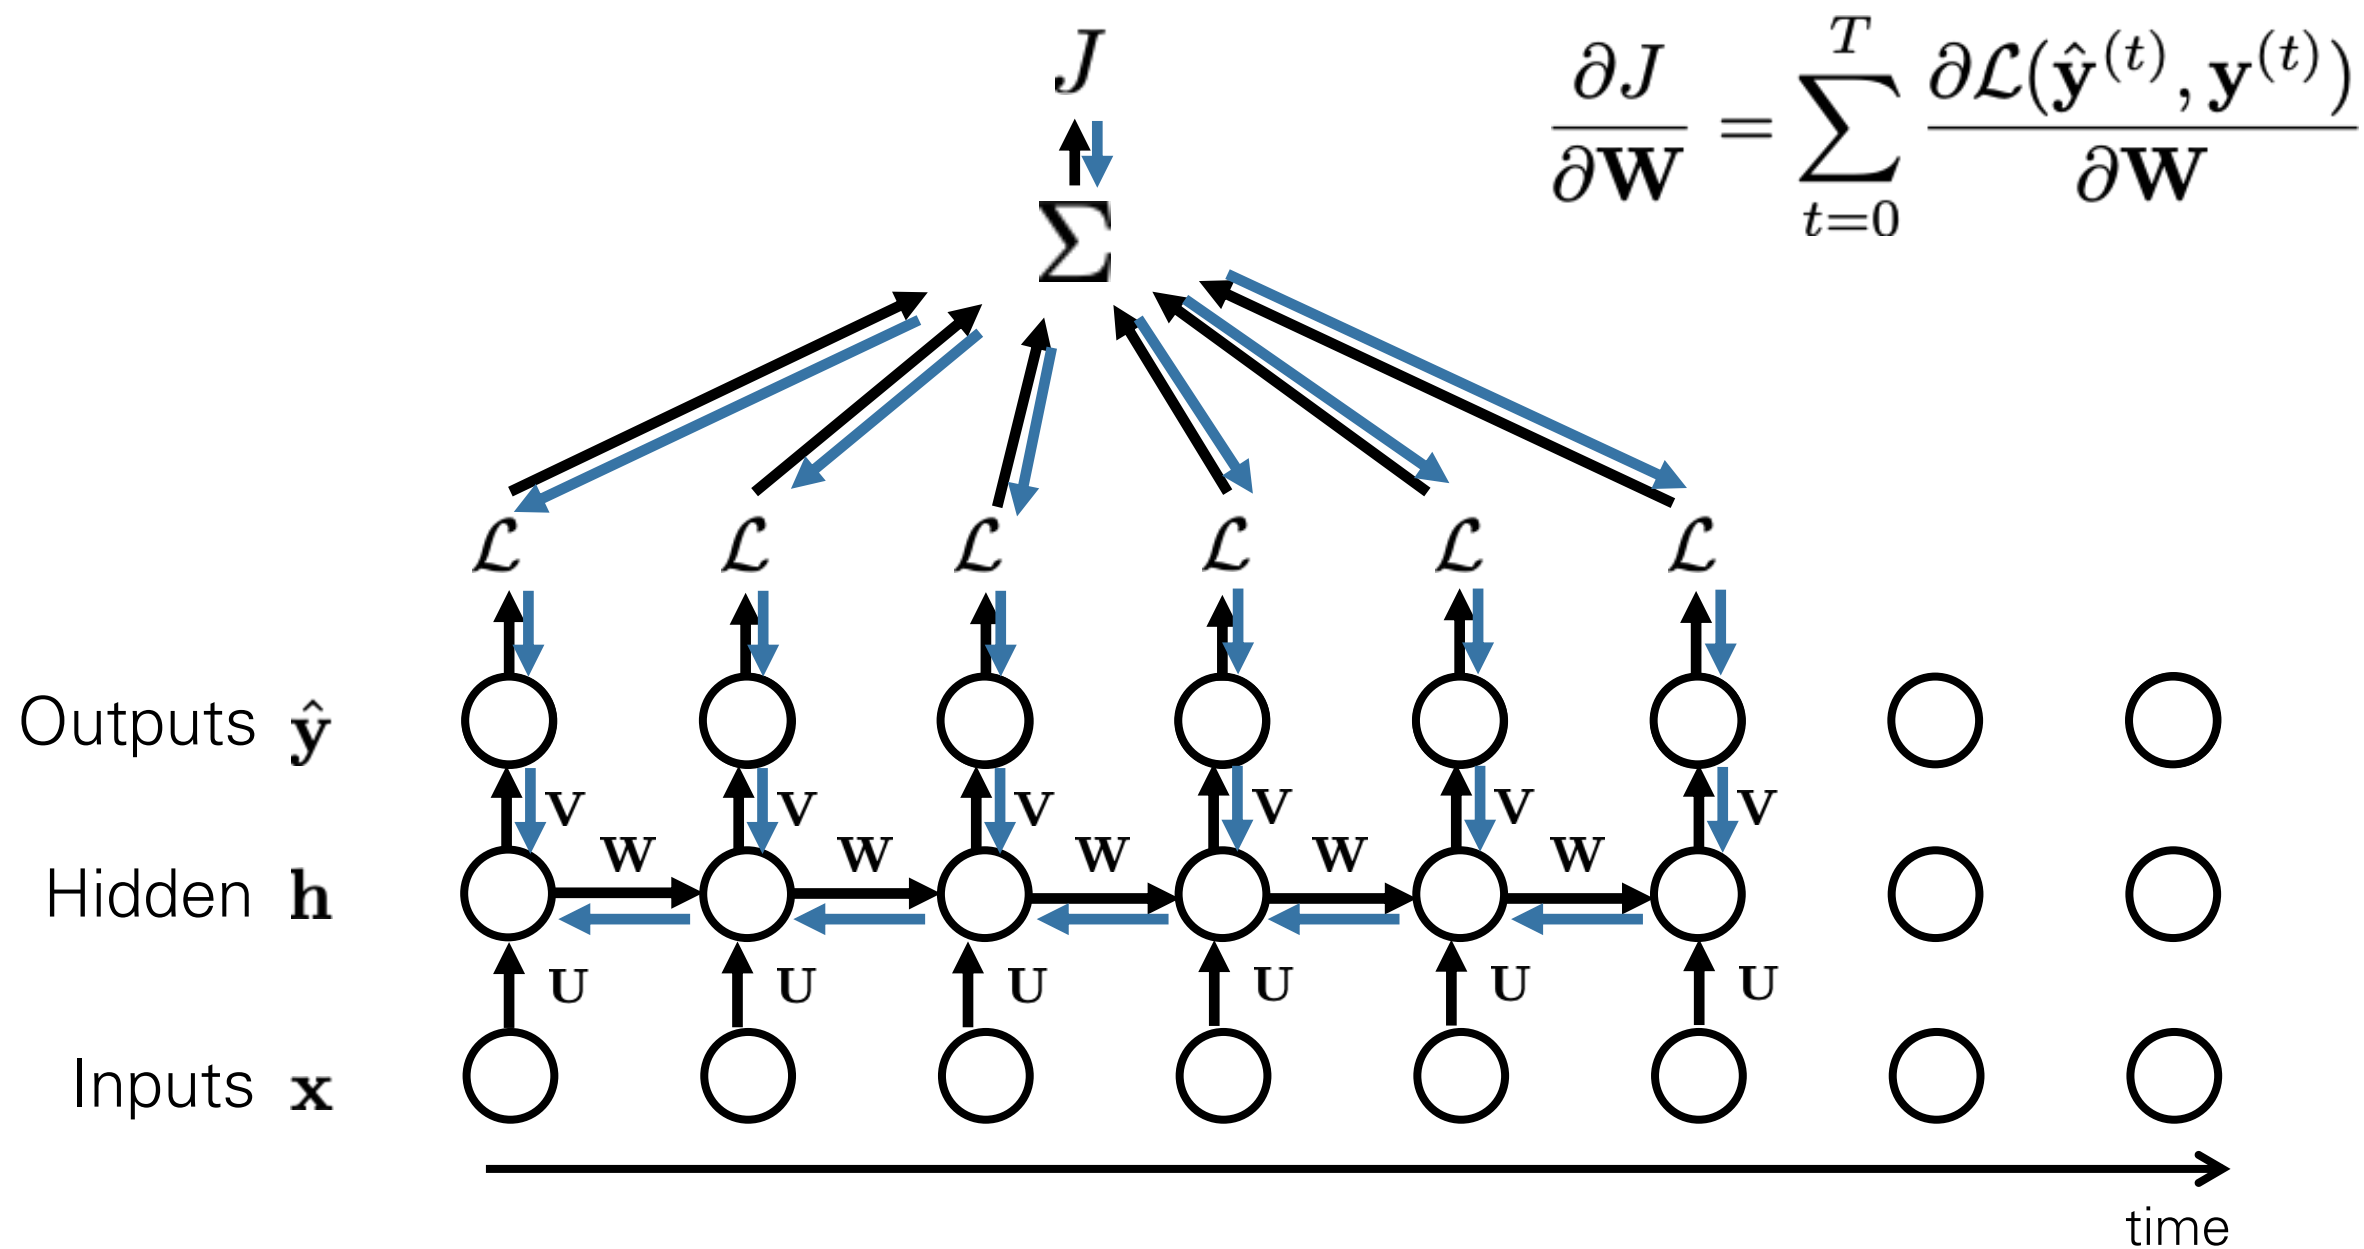 J
∂J/∂W = Σ_{t=0}^{T} ∂ℒ(ŷ^{(t)}, y^{(t)})/∂W
Σ
ℒ ℒ ℒ ℒ ℒ ℒ
Outputs ŷ
V V V V V V
W W W W W
Hidden h
U U U U U U
Inputs x
time